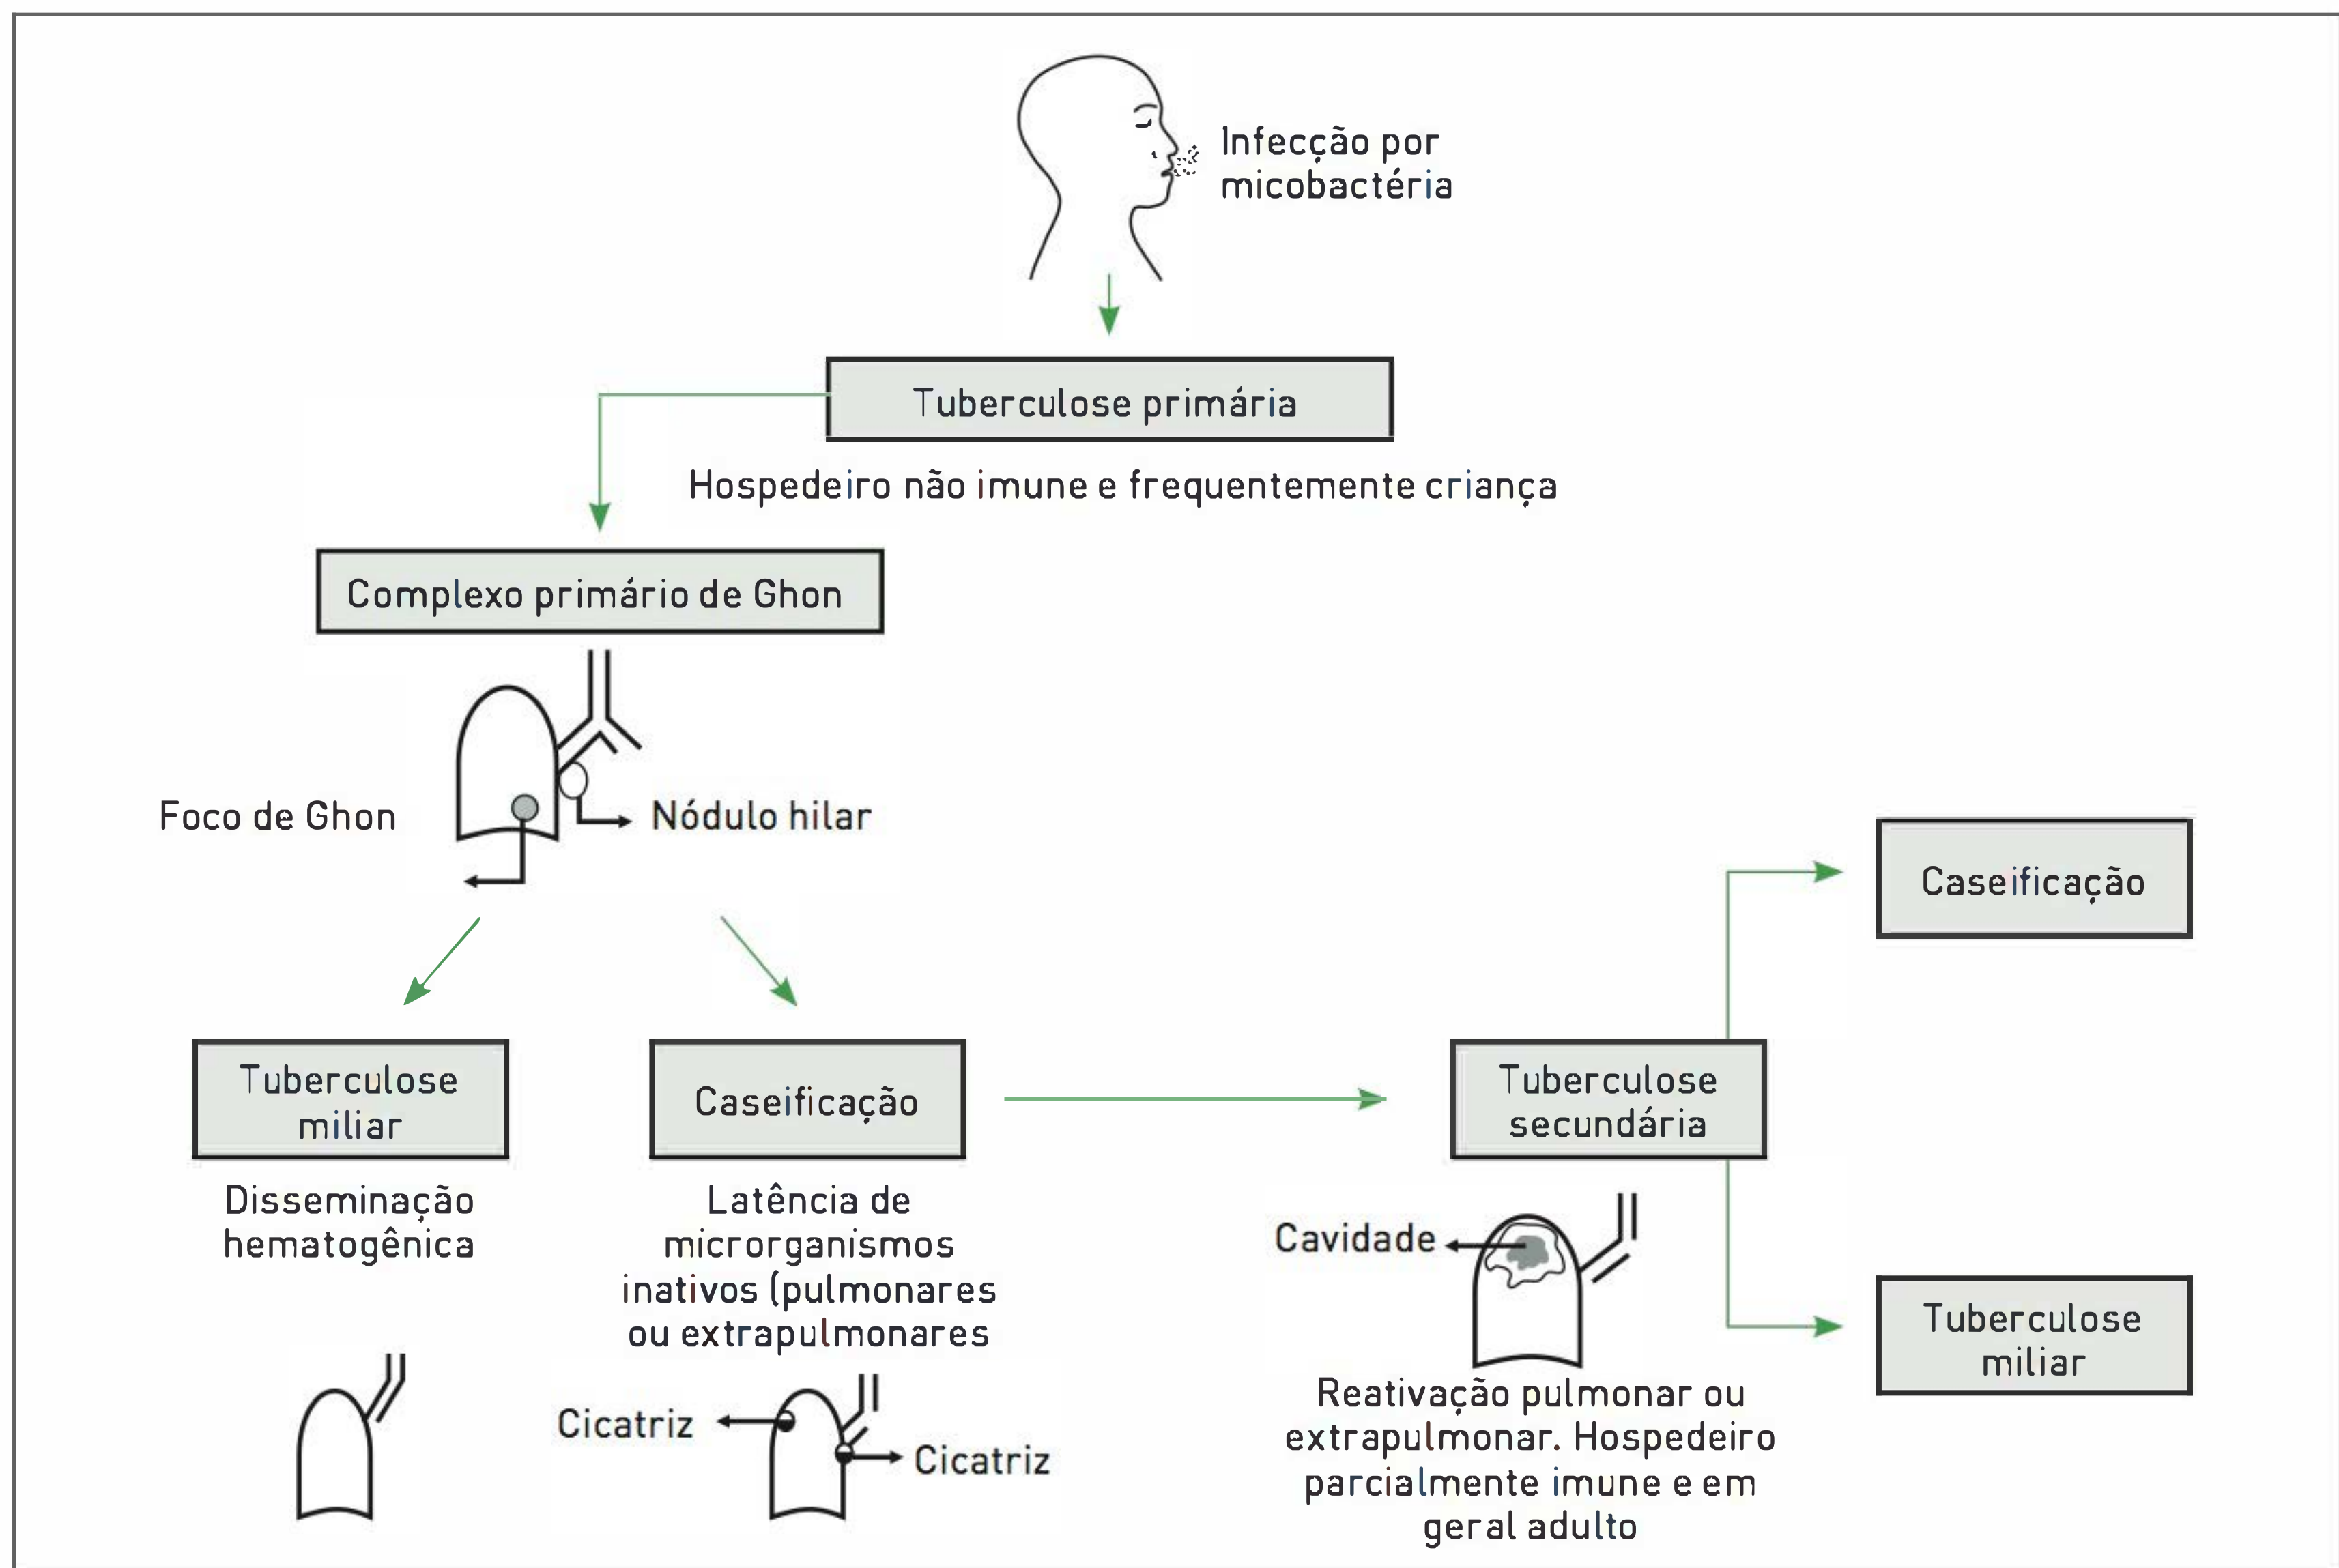 Infecção por
micobactéria
Tuberculose primária
Hospedeiro não imune e frequentemente criança
Complexo primário de Ghon
Foco de Ghon
Nódulo hilar
Tuberculose
miliar
Disseminação
hematogênica
Caseificação
Latência de
microrganismos
inativos (pulmonares
ou extrapulmonares
Cicatriz
Cicatriz
Tuberculose
secundária
Cavidade
Reativação pulmonar ou
extrapulmonar. Hospedeiro
parcialmente imune e em
geral adulto
Caseificação
Tuberculose
miliar